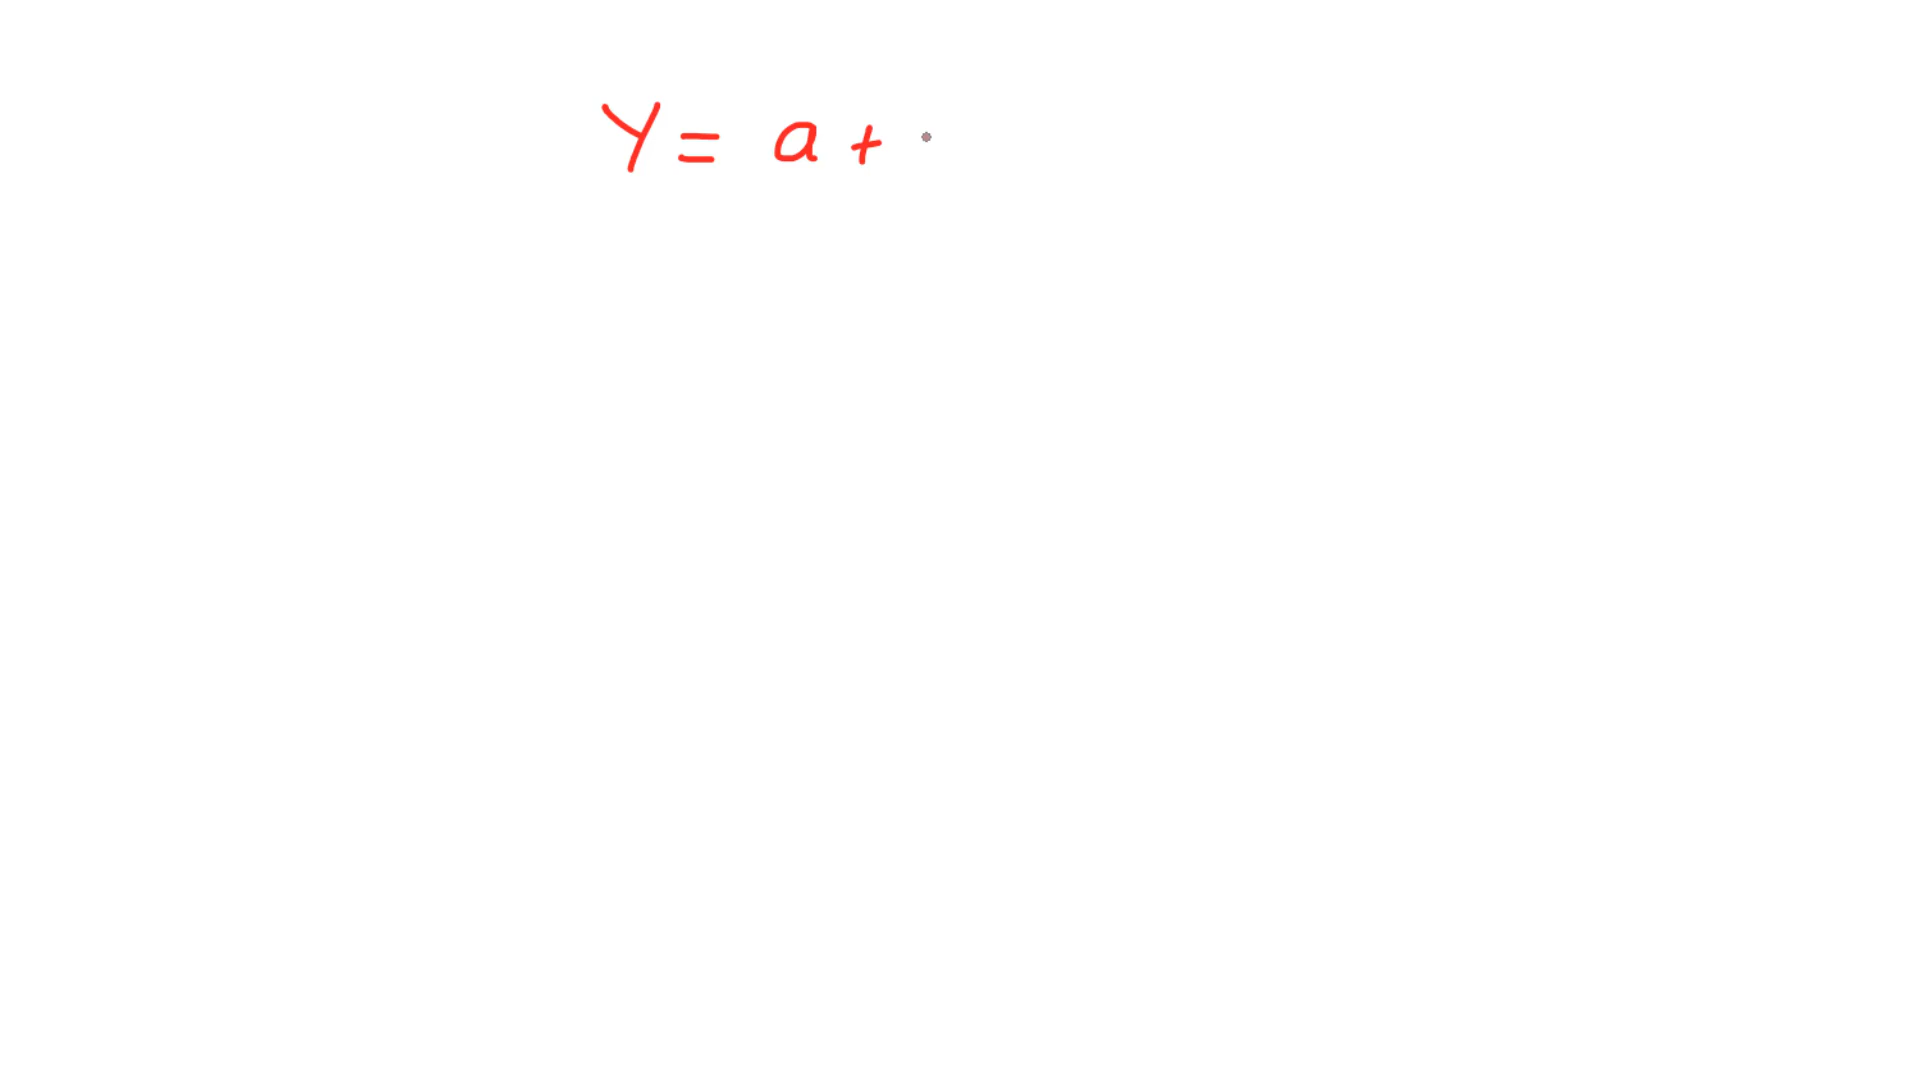 Y = a +